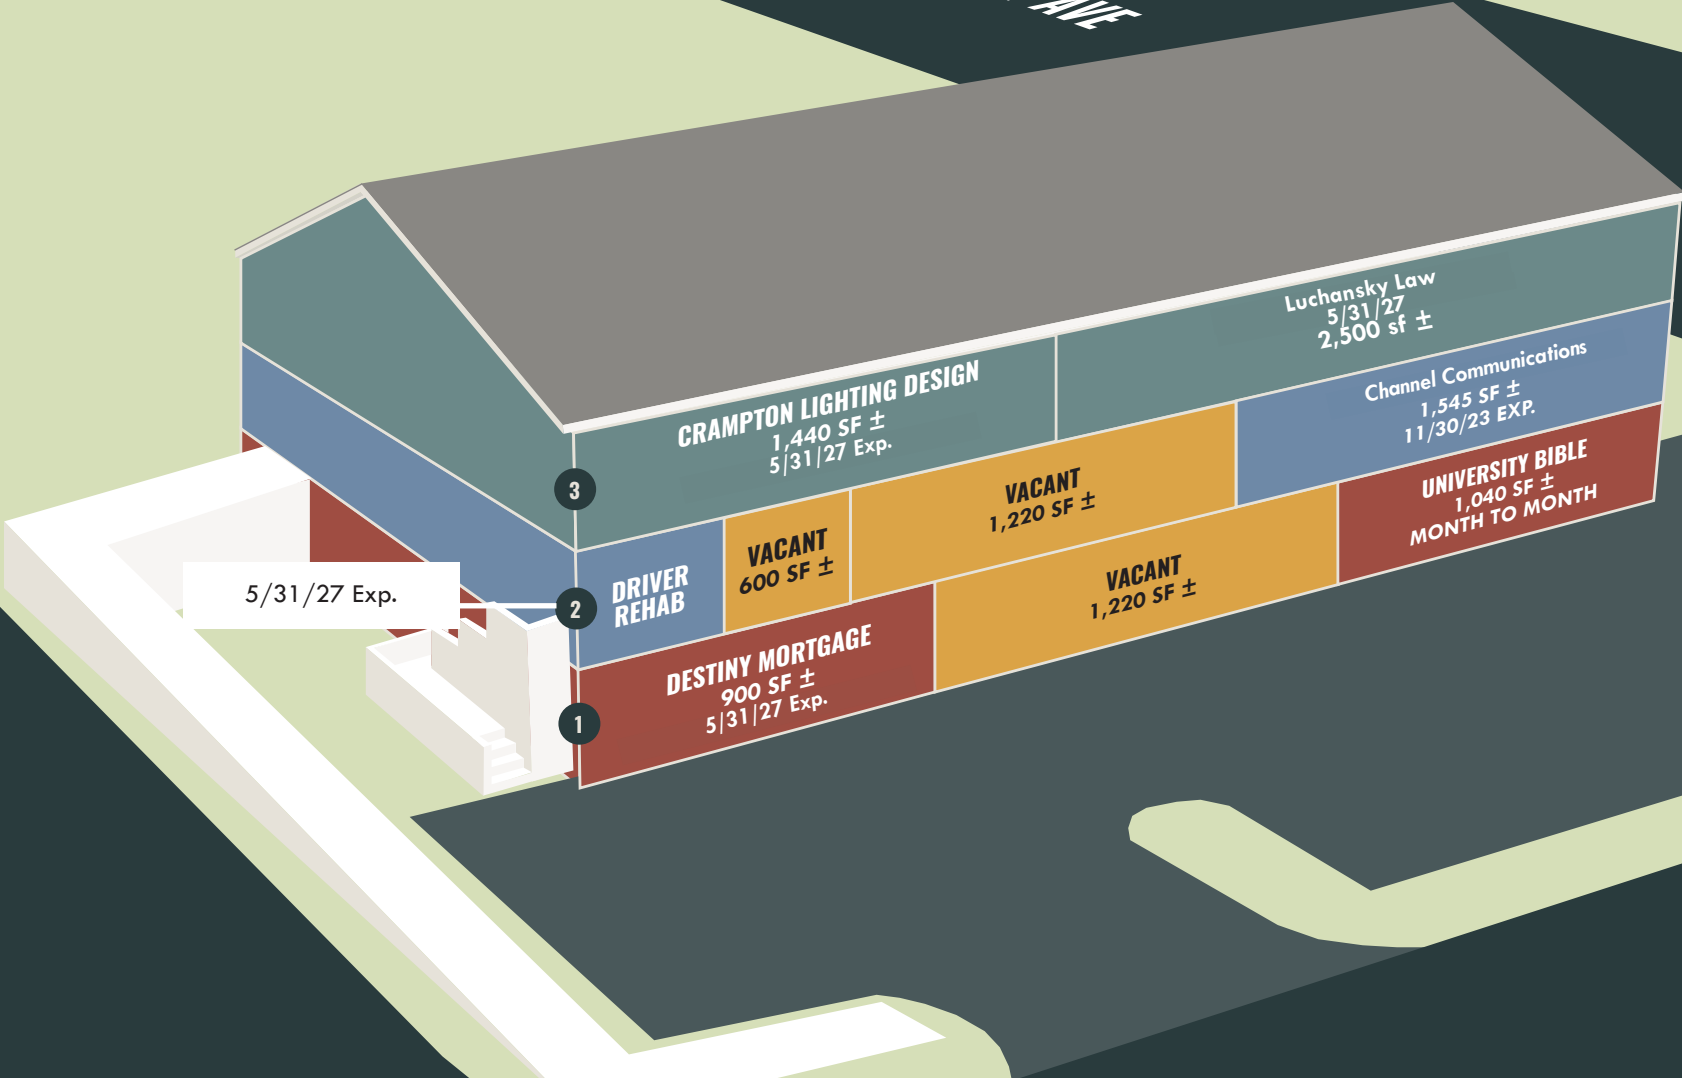 AVE
Luchansky Law
5/31/27
2,500 sf ±
CRAMPTON LIGHTING DESIGN
1,440 SF ±
5/31/27 Exp.
3
Channel Communications
1,545 SF ±
11/30/23 EXP.
VACANT
1,220 SF ±
VACANT
600 SF ±
DRIVER
REHAB
5/31/27 Exp.
2
UNIVERSITY BIBLE
1,040 SF ±
MONTH TO MONTH
VACANT
1,220 SF ±
DESTINY MORTGAGE
900 SF ±
5/31/27 Exp.
1